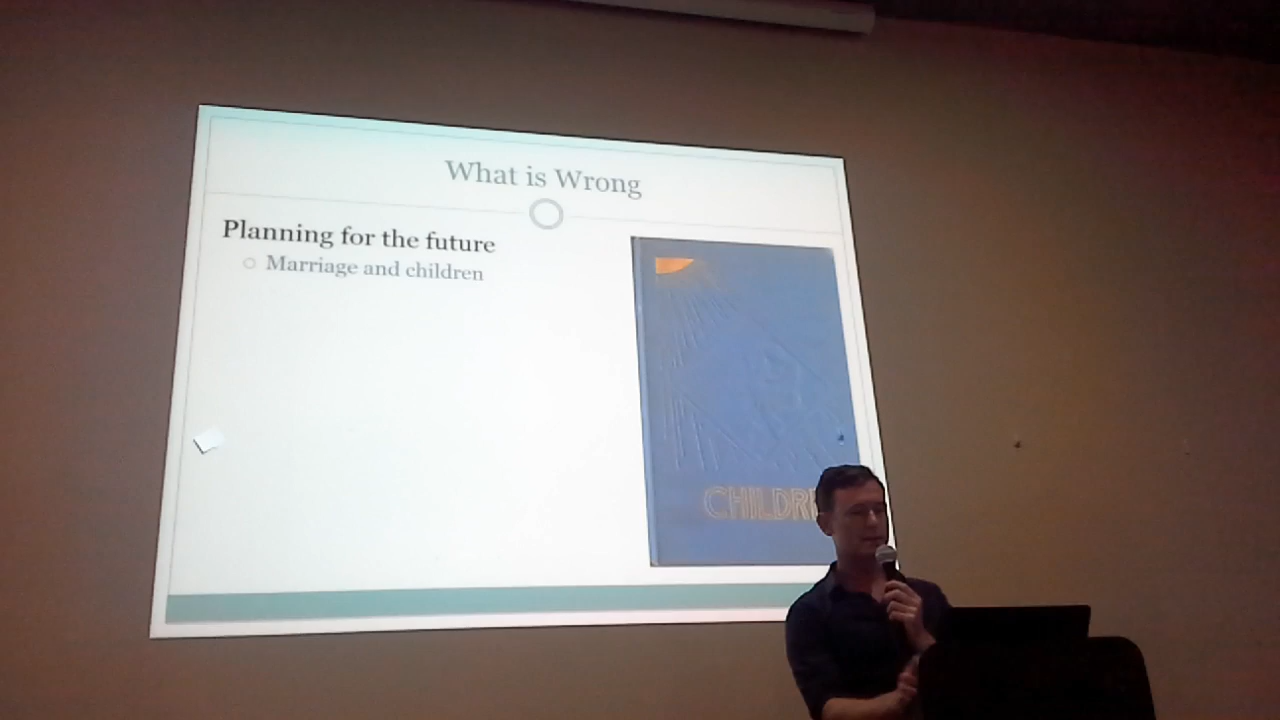 What is Wrong
Planning for the future
Marriage and children
CHILDR